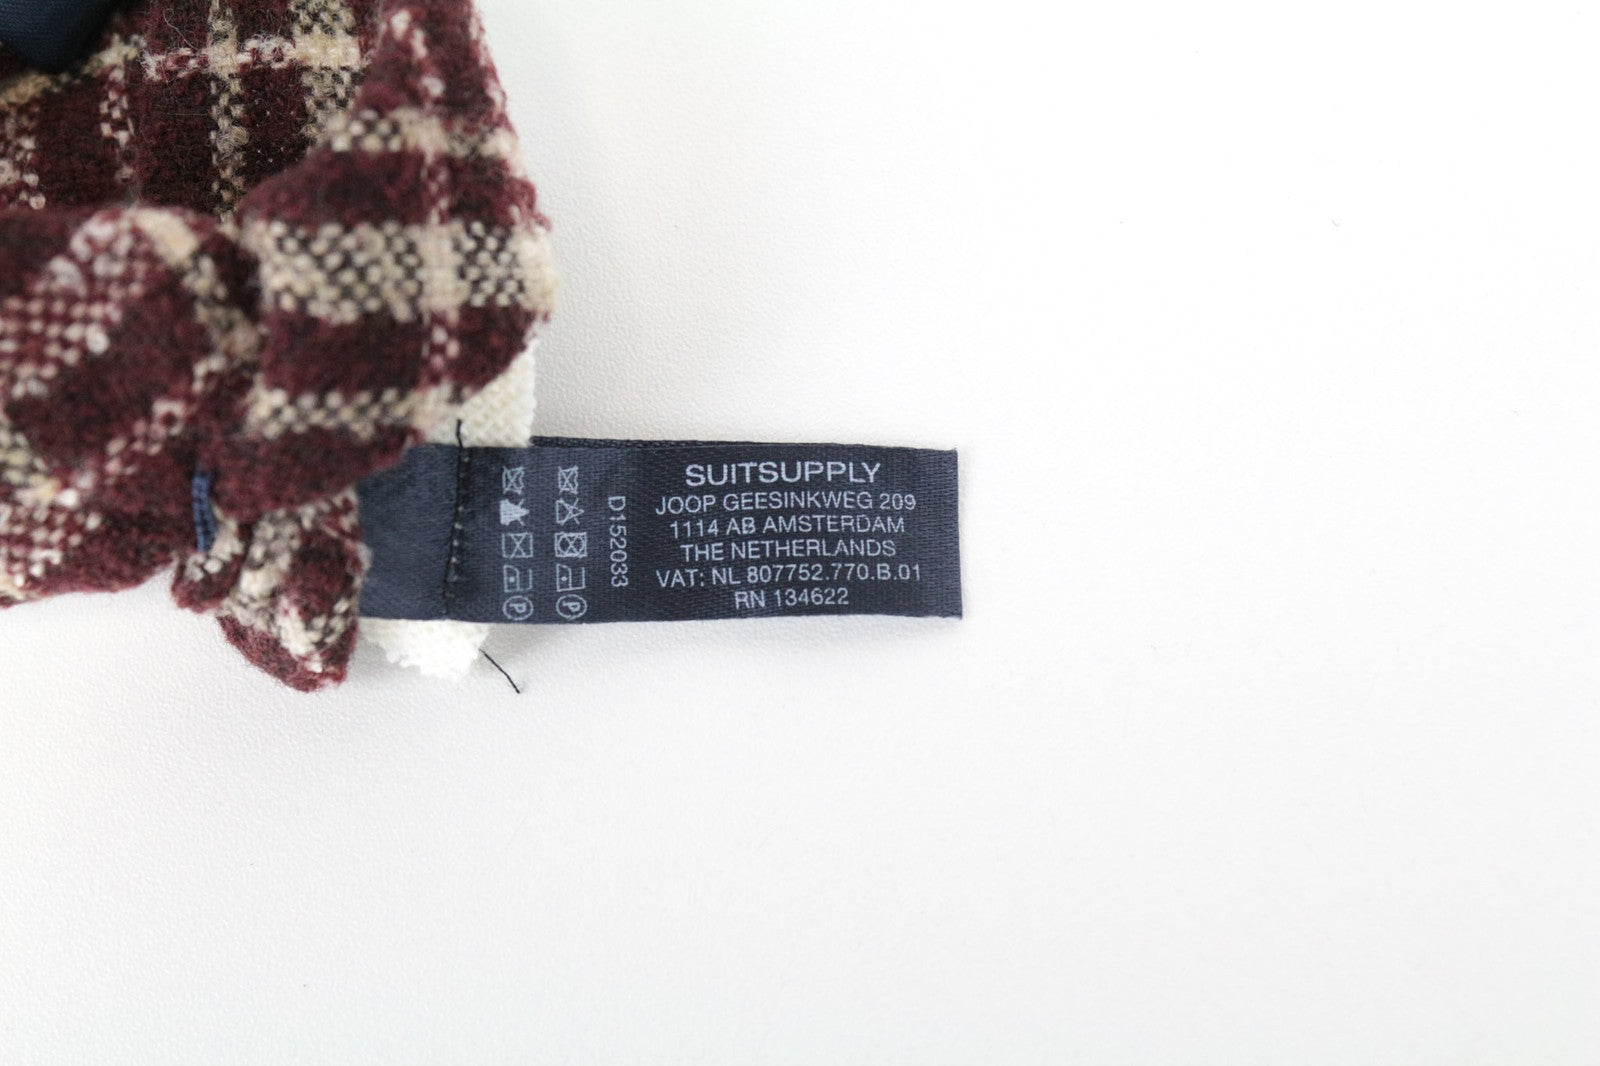 SUITSUPPLY
JOOP GEESINKWEG 209
1114 AB AMSTERDAM
THE NETHERLANDS
VAT: NL 807752.770.B.01
RN 134622
D152033
P
P